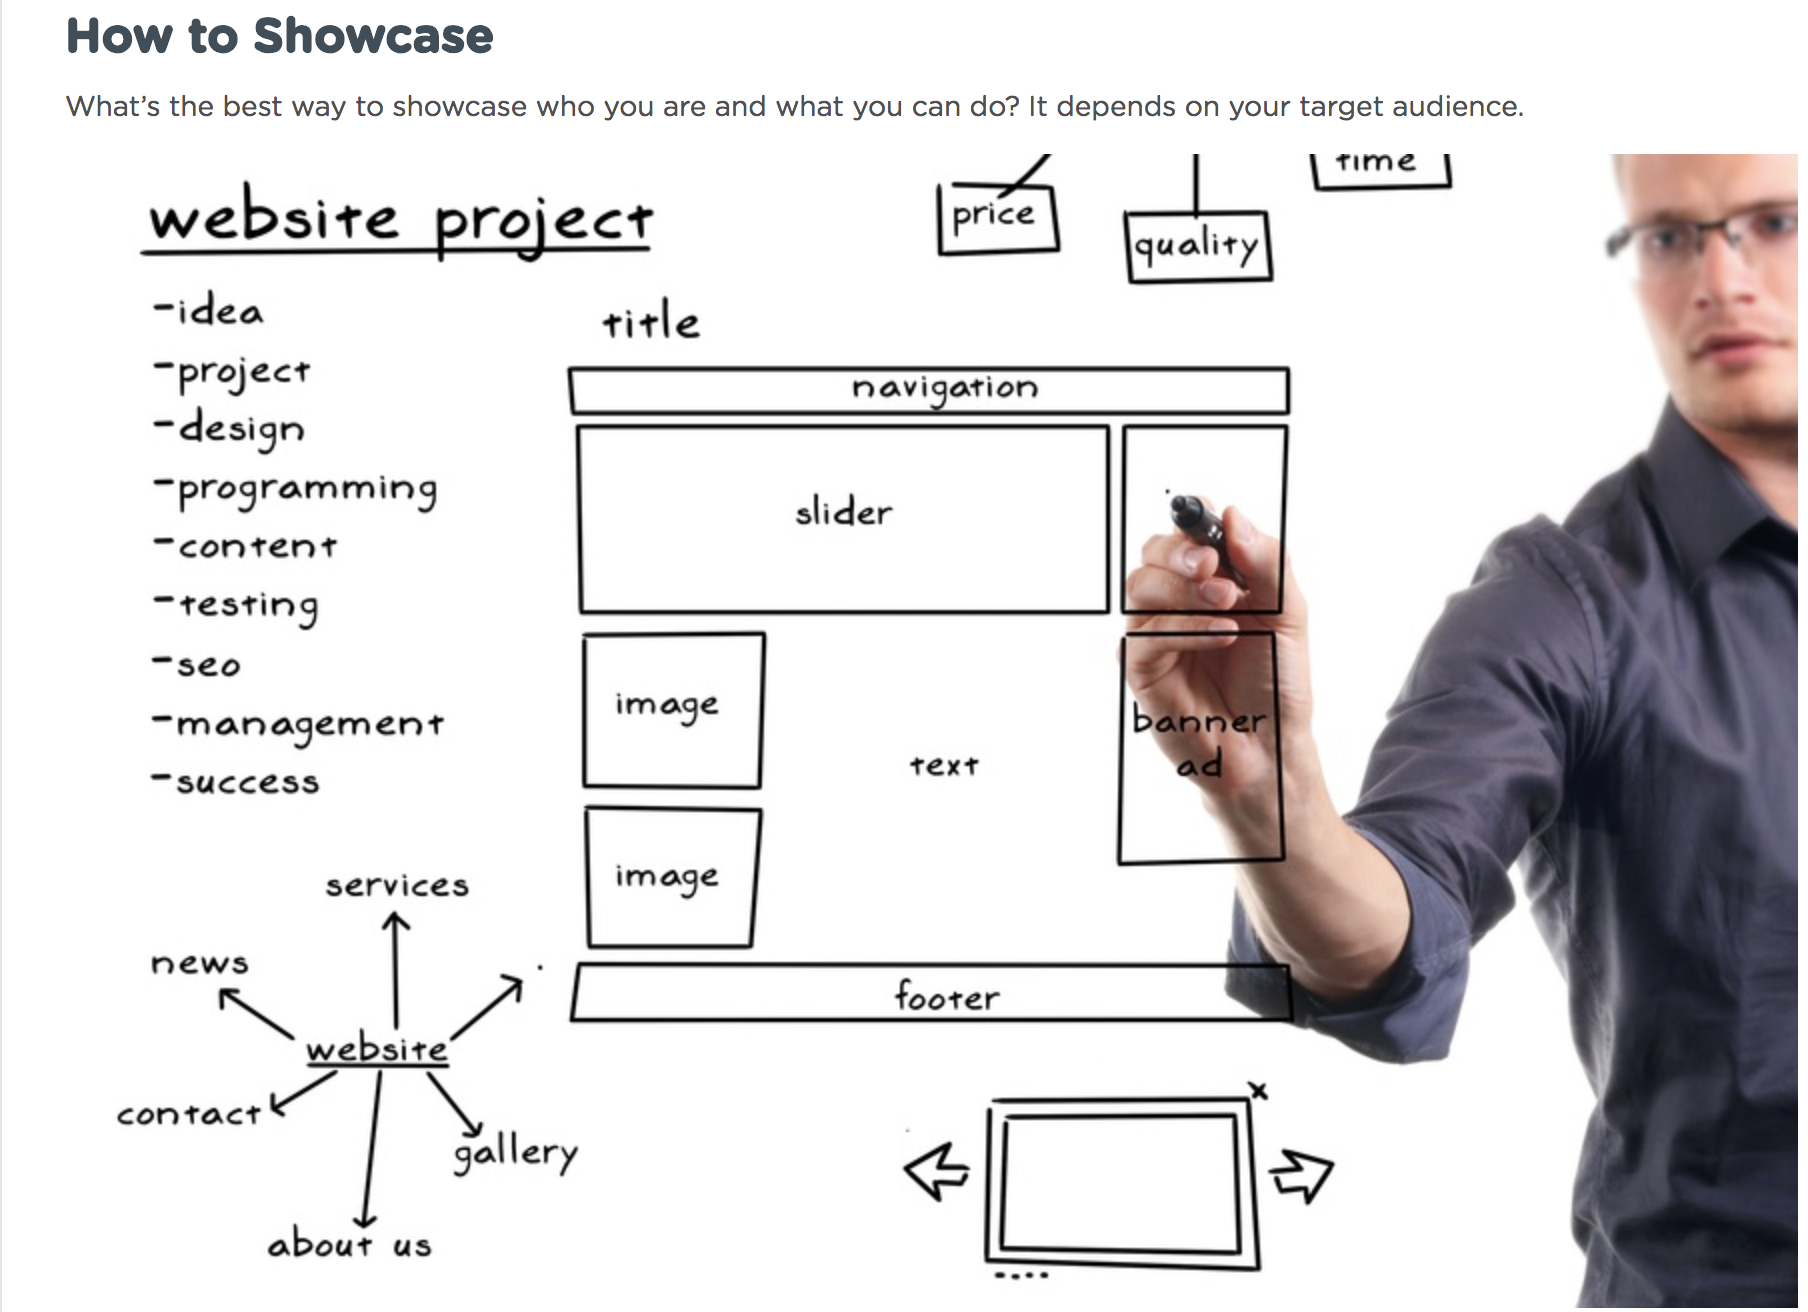 How to Showcase
What's the best way to showcase who you are and what you can do? It depends on your target audience.
time
price
quality
website project
-idea
-project
-design
-programming
-content
-testing
-seo
-management
-success
title
navigation
slider
image
text
banner
ad
image
footer
services
news
website
contact
gallery
about us
x